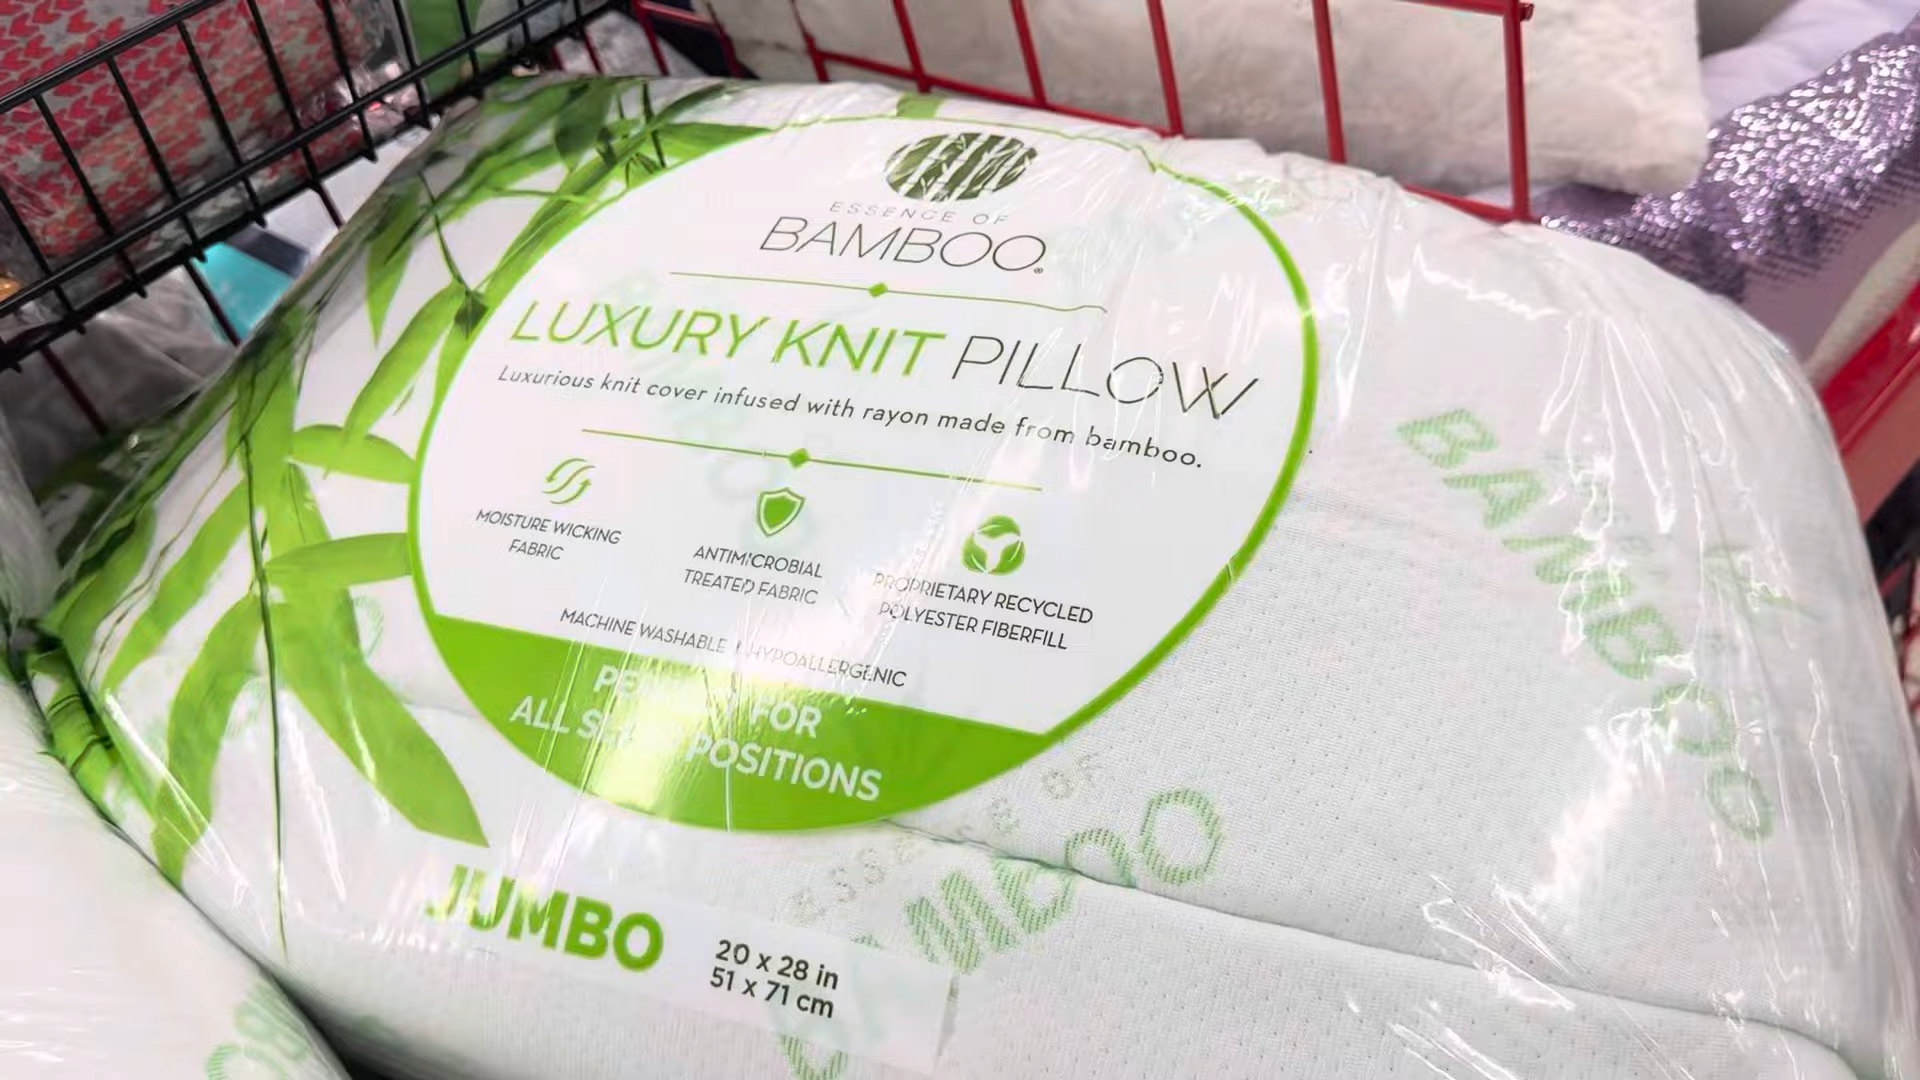 ESSENCE OF
BAMBOO®
LUXURY KNIT PILLOW
Luxurious knit cover infused with rayon made from bamboo.
MOISTURE WICKING
FABRIC
ANTIMICROBIAL
TREATED FABRIC
PROPRIETARY RECYCLED
POLYESTER FIBERFILL
MACHINE WASHABLE | HYPOALLERGENIC
FOR
ALL POSITIONS
JUMBO
20 x 28 in
51 x 71 cm
BAMBOO
OF
BAMBOO